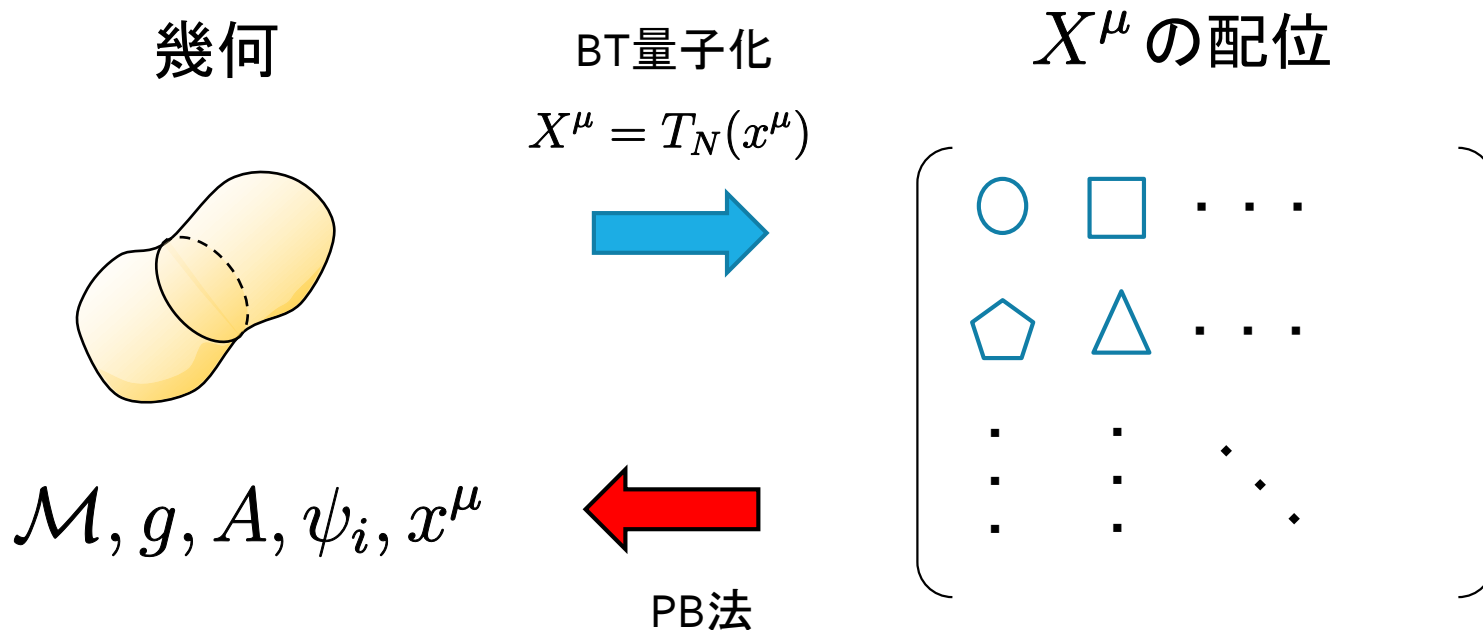 幾何
BT量子化
X^μ の配位
X^μ = T_N(x^μ)
ℳ, g, A, ψ_i, x^μ
PB法